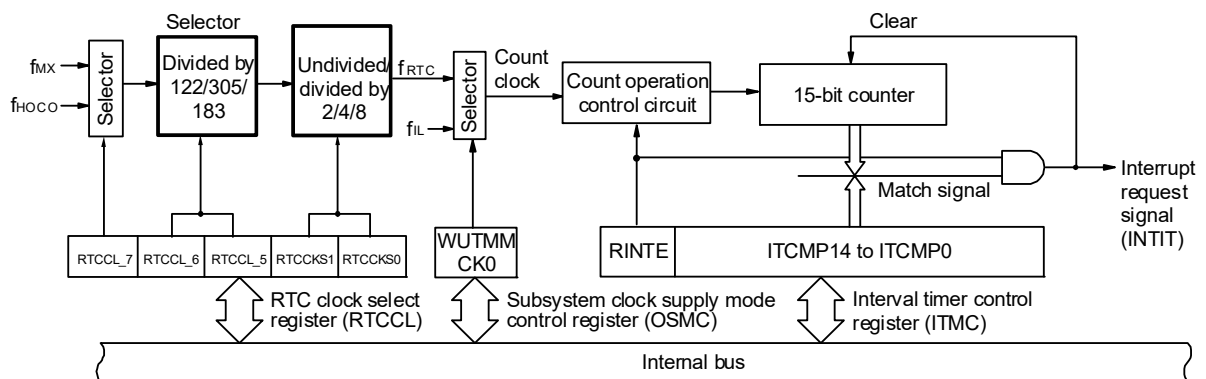 Selector
Clear
fMX
fHOCO
Selector
Divided by
122/305/
183
Undivided/
divided by
2/4/8
fRTC
fIL
Selector
Count
clock
Count operation
control circuit
15-bit counter
Match signal
Interrupt
request
signal
(INTIT)
RTCCL_7
RTCCL_6
RTCCL_5
RTCCKS1
RTCCKS0
WUTMM
CK0
RINTE
ITCMP14 to ITCMP0
RTC clock select
register (RTCCL)
Subsystem clock supply mode
control register (OSMC)
Interval timer control
register (ITMC)
Internal bus